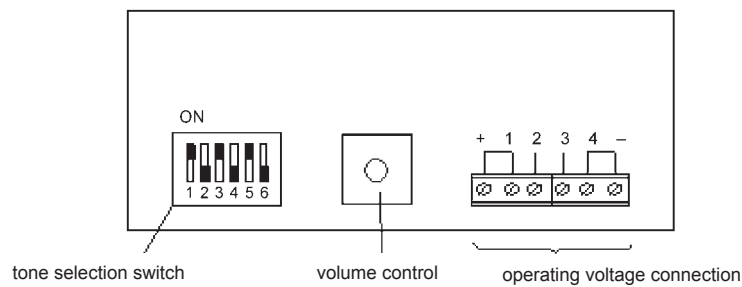 ON
1 2 3 4 5 6
+ 1 2 3 4 –
tone selection switch
volume control
operating voltage connection